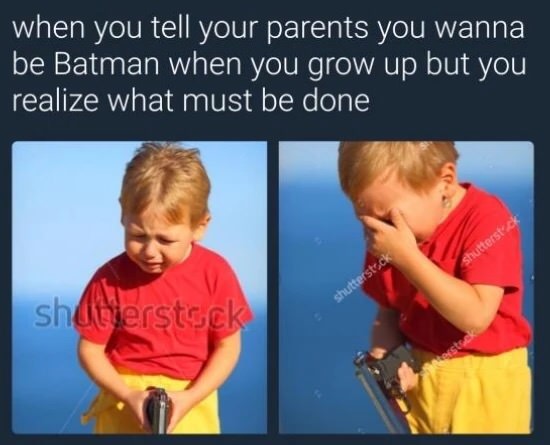 when you tell your parents you wanna
be Batman when you grow up but you
realize what must be done
shutterstock
shutterstock
shutterstock
shutterstock